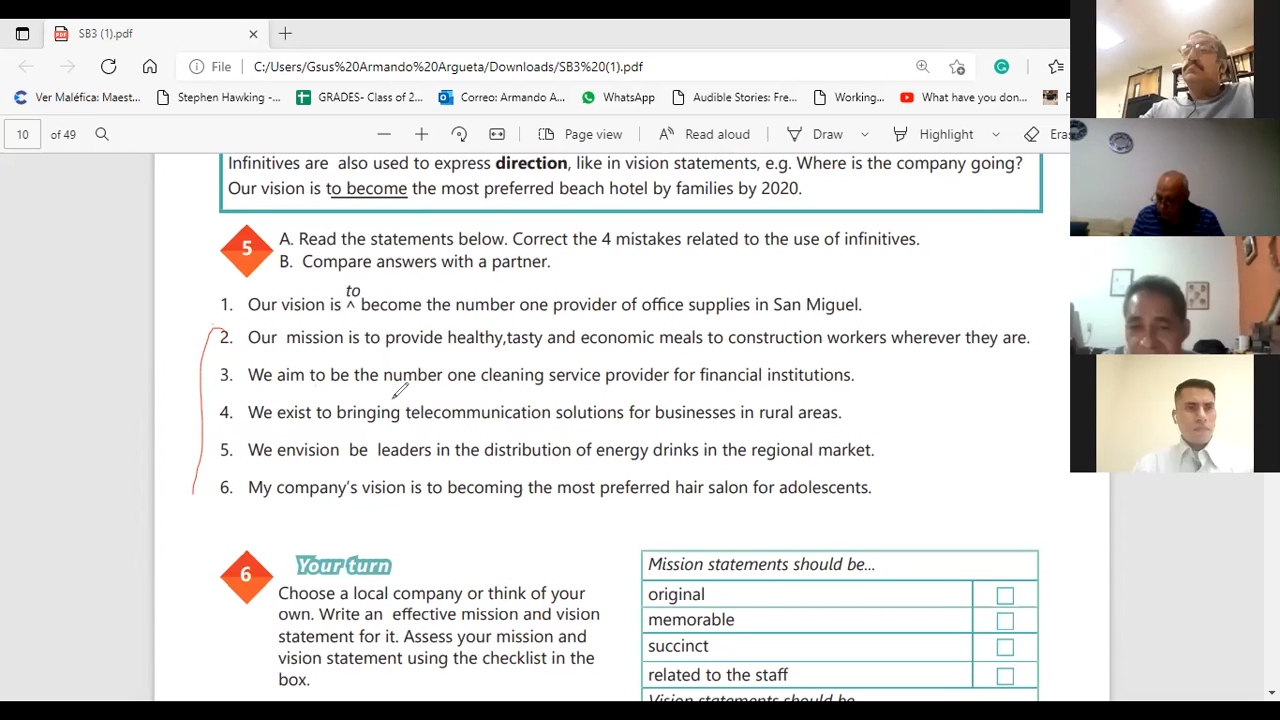 SB3 (1).pdf
File
C:/Users/Gsus%20Armando%20Argueta/Downloads/SB3%20(1).pdf
Ver Maléfica: Maest...
Stephen Hawking -...
GRADES- Class of 2...
Correo: Armando A...
WhatsApp
Audible Stories: Fre...
Working...
What have you don...
10 of 49
Page view
Read aloud
Draw
Highlight
Eras
Infinitives are also used to express direction, like in vision statements, e.g. Where is the company going?
Our vision is to become the most preferred beach hotel by families by 2020.
5
A. Read the statements below. Correct the 4 mistakes related to the use of infinitives.
B. Compare answers with a partner.
to
1. Our vision is ^ become the number one provider of office supplies in San Miguel.
2. Our mission is to provide healthy,tasty and economic meals to construction workers wherever they are.
3. We aim to be the number one cleaning service provider for financial institutions.
4. We exist to bringing telecommunication solutions for businesses in rural areas.
5. We envision be leaders in the distribution of energy drinks in the regional market.
6. My company's vision is to becoming the most preferred hair salon for adolescents.
6
Your turn
Choose a local company or think of your
own. Write an effective mission and vision
statement for it. Assess your mission and
vision statement using the checklist in the
box.
Mission statements should be...
original
memorable
succinct
related to the staff
Vision statements should be